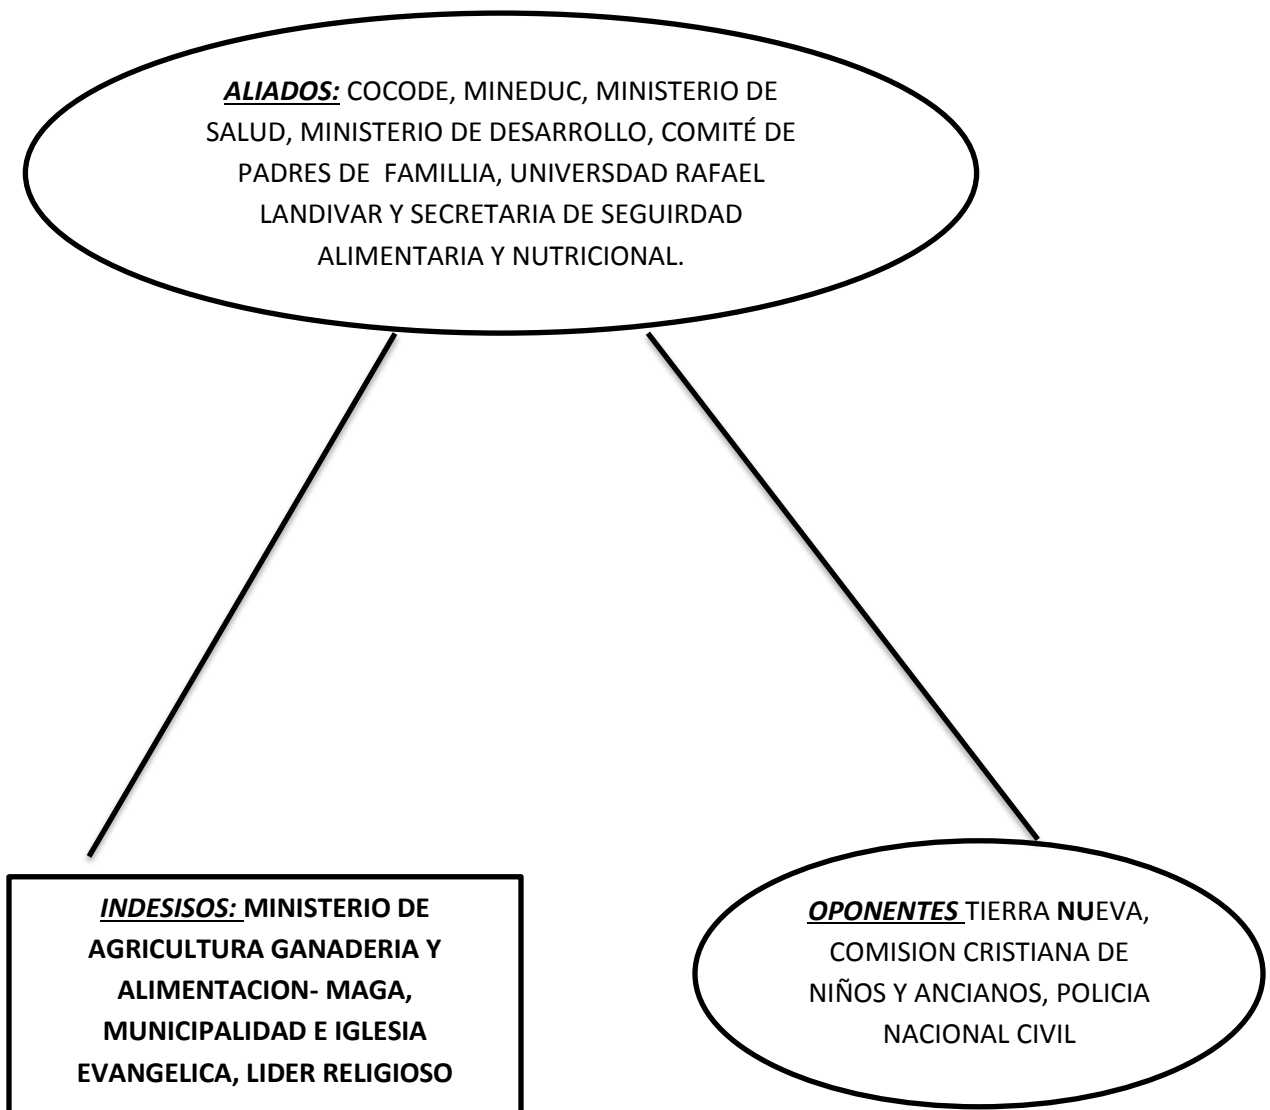 ALIADOS: COCODE, MINEDUC, MINISTERIO DE
SALUD, MINISTERIO DE DESARROLLO, COMITÉ DE
PADRES DE FAMILLIA, UNIVERSDAD RAFAEL
LANDIVAR Y SECRETARIA DE SEGUIRDAD
ALIMENTARIA Y NUTRICIONAL.
INDESISOS: MINISTERIO DE
AGRICULTURA GANADERIA Y
ALIMENTACION- MAGA,
MUNICIPALIDAD E IGLESIA
EVANGELICA, LIDER RELIGIOSO
OPONENTES TIERRA NUEVA,
COMISION CRISTIANA DE
NIÑOS Y ANCIANOS, POLICIA
NACIONAL CIVIL